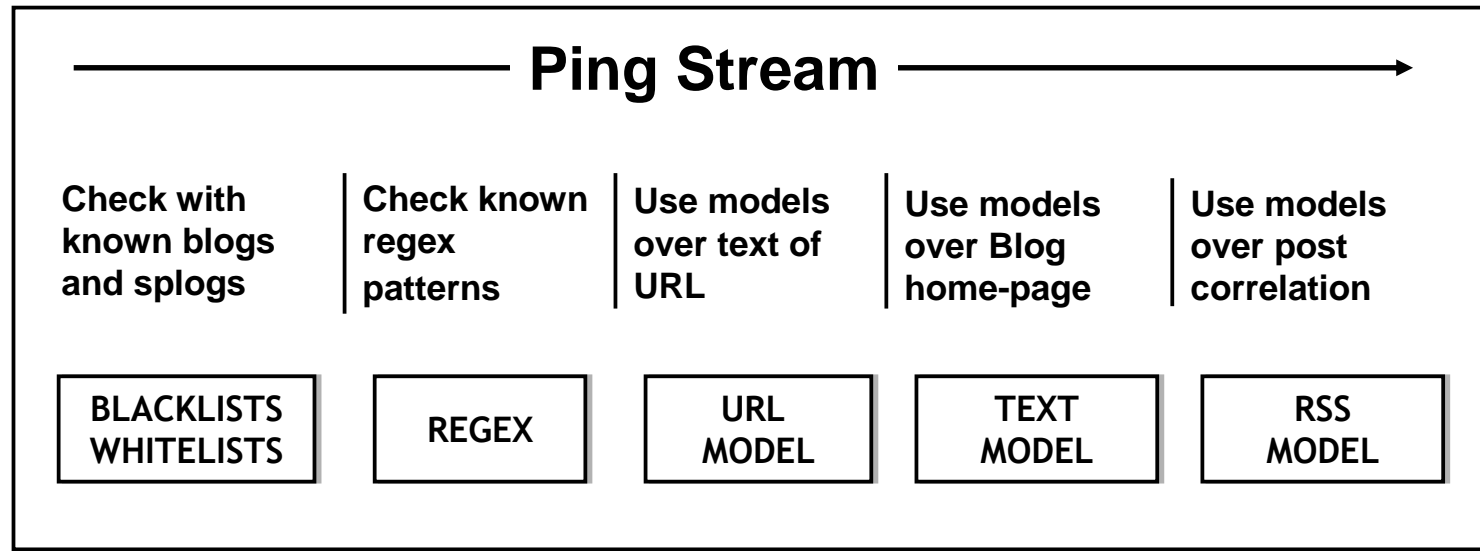 Ping Stream
Check with
known blogs
and splogs
Check known
regex
patterns
Use models
over text of
URL
Use models
over Blog
home-page
Use models
over post
correlation
BLACKLISTS
WHITELISTS
REGEX
URL
MODEL
TEXT
MODEL
RSS
MODEL